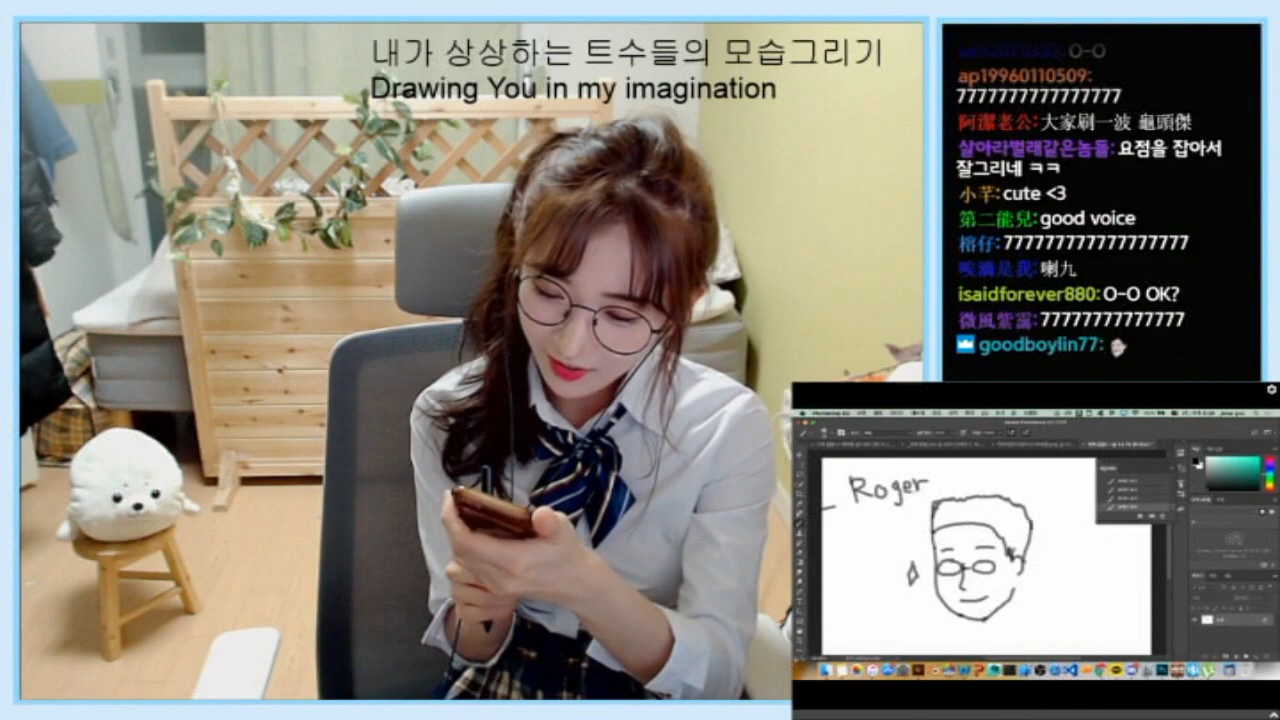 내가 상상하는 트수들의 모습그리기
Drawing You in my imagination
O-O
ap19960110509:
7777777777777777
阿潔老公:大家刷一波 龜頭傑
살아라벌래같은놈들:요점을 잡아서
잘그리네 ㅋㅋ
小芋:cute <3
第二能兒:good voice
榕仔:777777777777777777
唉滴是我:喇九
isaidforever880:O-O OK?
微風紫靄:77777777777777
goodboylin77:
Roger